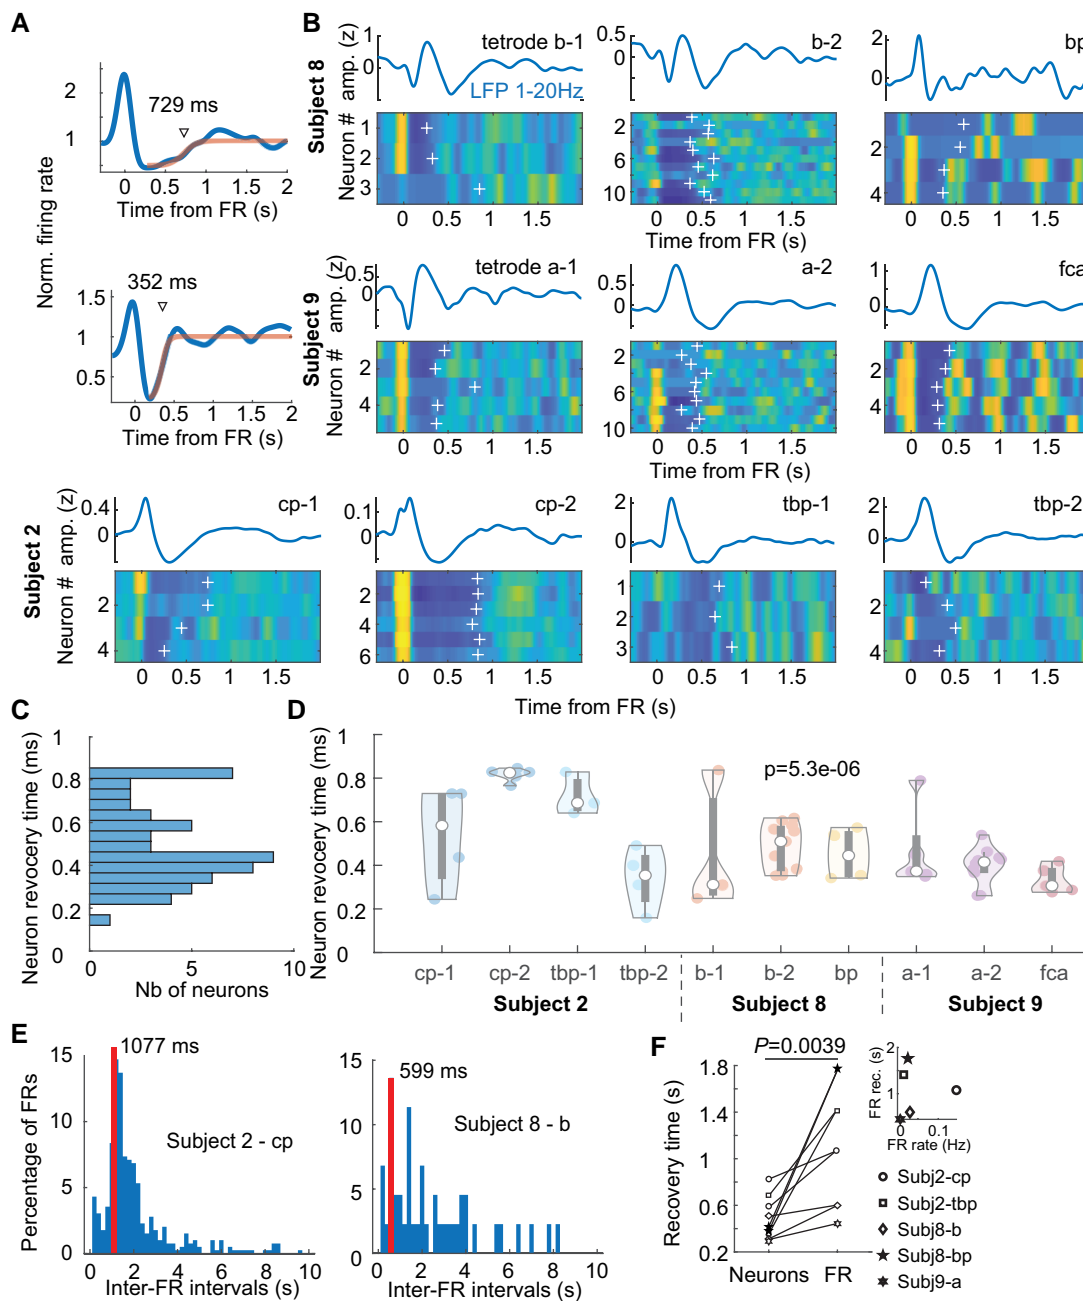 A
Norm. firing rate
2
1
729 ms
0
1
2
Time from FR (s)
1.5
1
0.5
352 ms
0
0.5
1
1.5
2
Time from FR (s)
B
Subject 8
amp. (z)
1
0
tetrode b-1
LFP 1-20Hz
Neuron #
1
2
3
0
0.5
1
1.5
0.5
0
b-2
2
4
6
8
10
0
0.5
1
1.5
Time from FR (s)
2
0
bp
2
4
0
0.5
1
1.5
Subject 9
amp. (z)
0.5
0
tetrode a-1
Neuron #
2
4
0
0.5
1
1.5
0.5
0
a-2
2
4
6
8
10
0
0.5
1
1.5
Time from FR (s)
1
0
fca
2
4
0
0.5
1
1.5
Subject 2
amp. (z)
0.4
0
cp-1
Neuron #
2
4
0
0.5
1
1.5
0.1
0
cp-2
2
4
6
0
0.5
1
1.5
2
0
tbp-1
1
2
3
0
0.5
1
1.5
2
0
tbp-2
2
4
0
0.5
1
1.5
Time from FR (s)
C
Neuron revocery time (ms)
1
0.8
0.6
0.4
0.2
0
0
5
10
Nb of neurons
D
Neuron revocery time (ms)
1
0.8
0.6
0.4
0.2
0
p=5.3e-06
cp-1
cp-2
tbp-1
tbp-2
b-1
b-2
bp
a-1
a-2
fca
Subject 2
Subject 8
Subject 9
E
Percentage of FRs
15
10
5
0
1077 ms
Subject 2 - cp
0
2
4
6
8
10
Inter-FR intervals (s)
15
10
15
0
599 ms
Subject 8 - b
0
2
4
6
8
10
Inter-FR intervals (s)
F
P=0.0039
Recovery time (s)
1.8
1.4
1
0.6
0.2
Neurons
FR
FR rec. (s)
2
1
0
0.1
FR rate (Hz)
Subj2-cp
Subj2-tbp
Subj8-b
Subj8-bp
Subj9-a